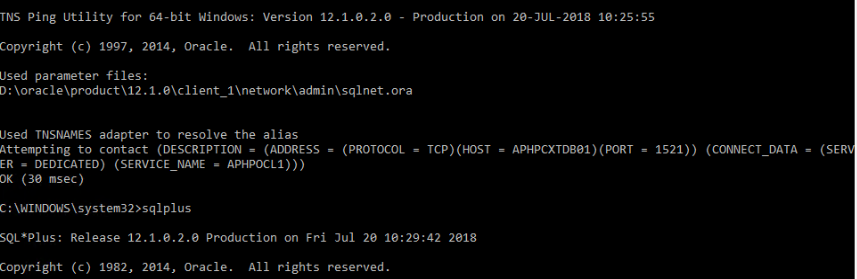 TNS Ping Utility for 64-bit Windows: Version 12.1.0.2.0 - Production on 20-JUL-2018 10:25:55
Copyright (c) 1997, 2014, Oracle.  All rights reserved.
Used parameter files:
D:\oracle\product\12.1.0\client_1\network\admin\sqlnet.ora
Used TNSNAMES adapter to resolve the alias
Attempting to contact (DESCRIPTION = (ADDRESS = (PROTOCOL = TCP)(HOST = APHPCXTDB01)(PORT = 1521)) (CONNECT_DATA = (SERV
ER = DEDICATED) (SERVICE_NAME = APHPOCL1)))
OK (30 msec)
C:\WINDOWS\system32>sqlplus
SQL*Plus: Release 12.1.0.2.0 Production on Fri Jul 20 10:29:42 2018
Copyright (c) 1982, 2014, Oracle.  All rights reserved.